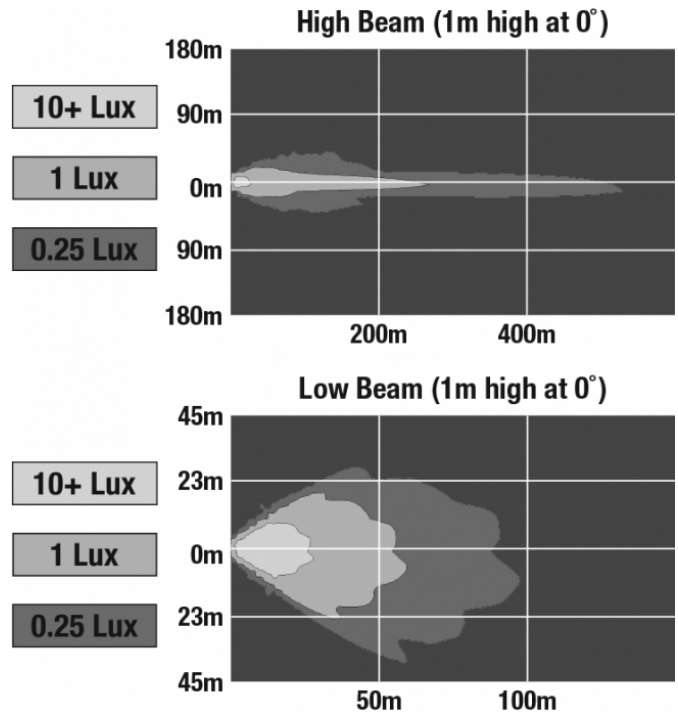 High Beam (1m high at 0°)
180m
10+ Lux
90m
1 Lux
0m
0.25 Lux
90m
180m
200m
400m
Low Beam (1m high at 0°)
45m
10+ Lux
23m
1 Lux
0m
0.25 Lux
23m
45m
50m
100m